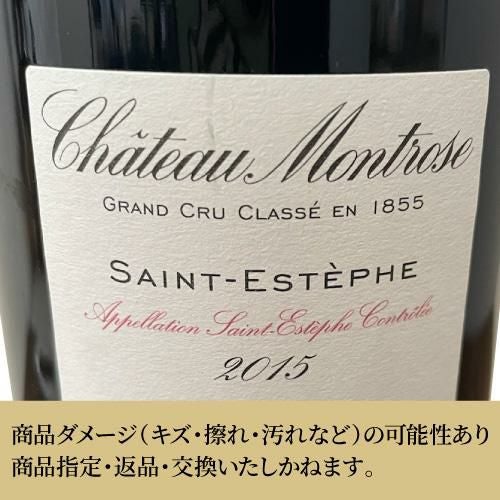 Château Montrose
GRAND CRU CLASSÉ EN 1855
SAINT-ESTÈPHE
Appellation Saint-Estèphe Contrôlée
2015
商品ダメージ（キズ・擦れ・汚れなど）の可能性あり
商品指定・返品・交換いたしかねます。